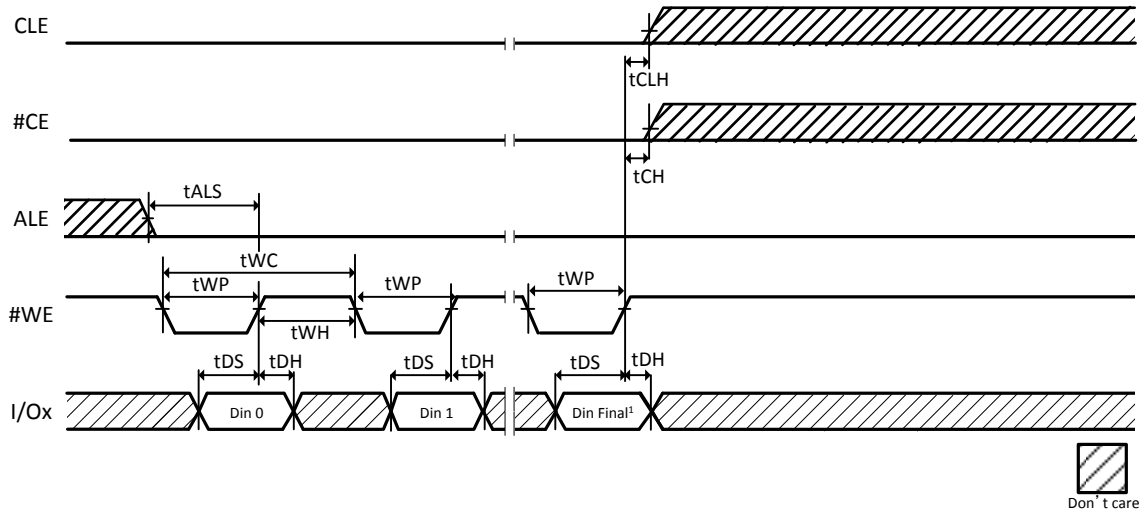 CLE
tCLH
#CE
tCH
ALE
tALS
tWC
#WE
tWP
tWP
tWP
tWH
tDS
tDH
tDS
tDH
tDS
tDH
I/Ox
Din 0
Din 1
Din Final¹
Don't care